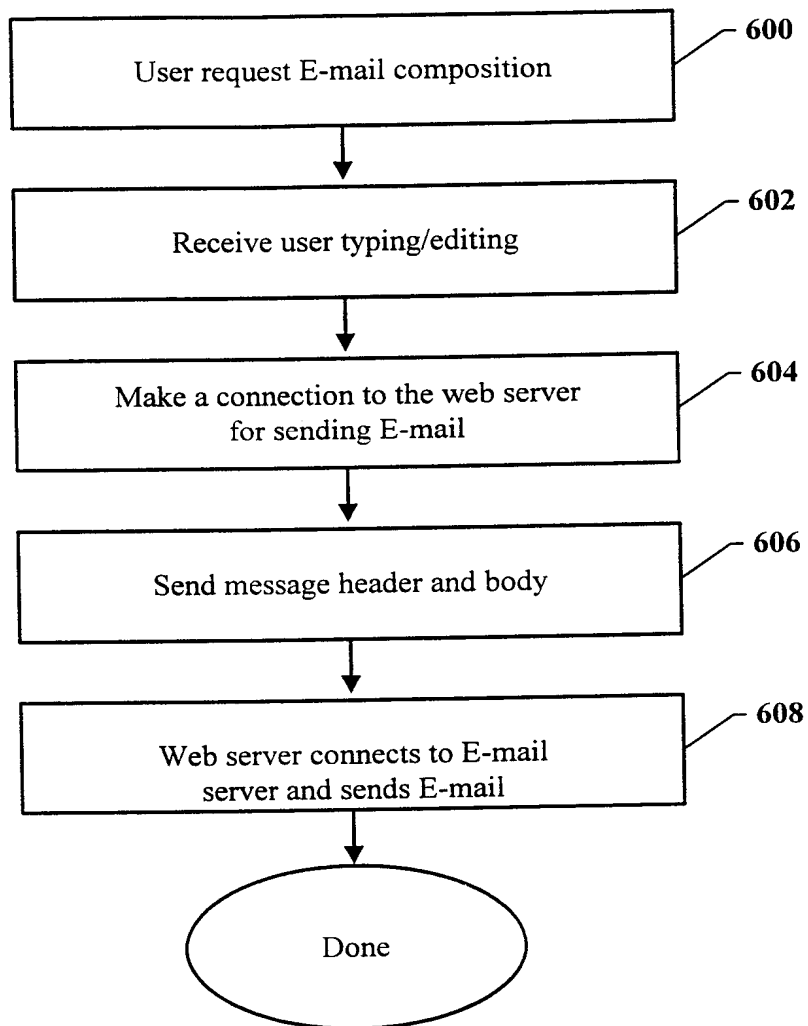 600
User request E-mail composition
602
Receive user typing/editing
604
Make a connection to the web server
for sending E-mail
606
Send message header and body
608
Web server connects to E-mail
server and sends E-mail
Done